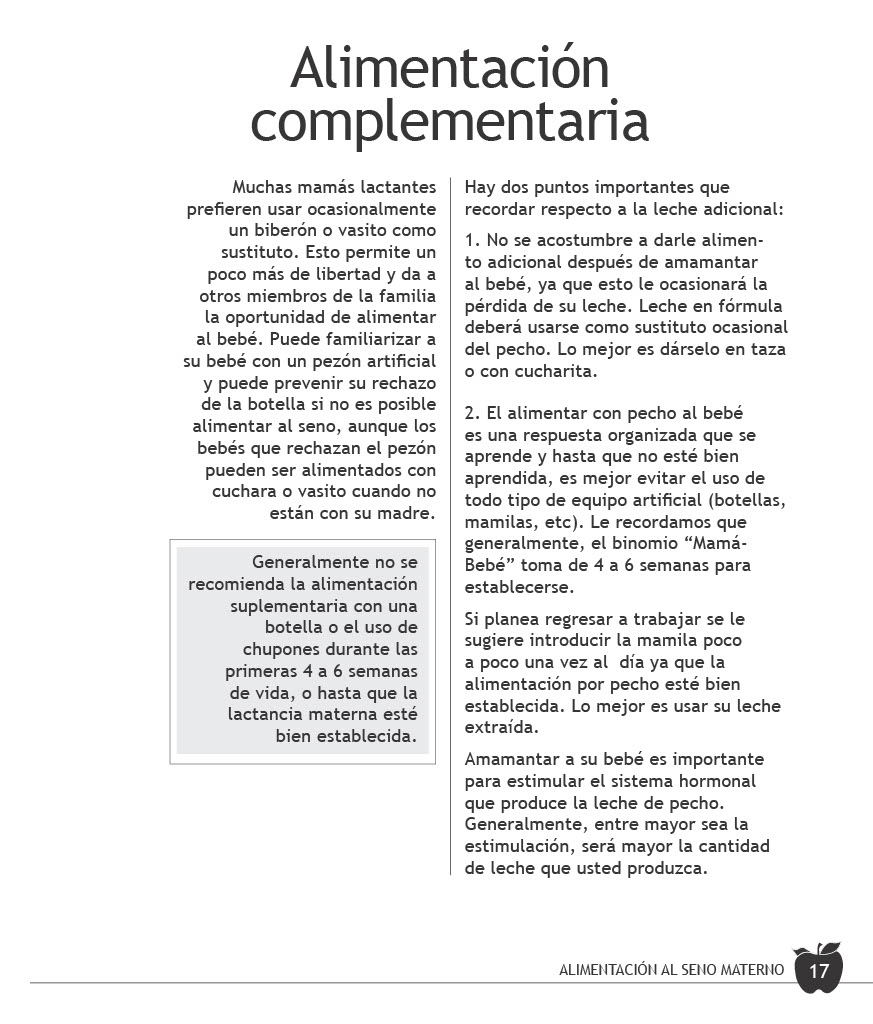 Alimentación
complementaria
Muchas mamás lactantes
prefieren usar ocasionalmente
un biberón o vasito como
sustituto. Esto permite un
poco más de libertad y da a
otros miembros de la familia
la oportunidad de alimentar
al bebé. Puede familiarizar a
su bebé con un pezón artificial
y puede prevenir su rechazo
de la botella si no es posible
alimentar al seno, aunque los
bebés que rechazan el pezón
pueden ser alimentados con
cuchara o vasito cuando no
están con su madre.
Generalmente no se
recomienda la alimentación
suplementaria con una
botella o el uso de
chupones durante las
primeras 4 a 6 semanas
de vida, o hasta que la
lactancia materna esté
bien establecida.
Hay dos puntos importantes que
recordar respecto a la leche adicional:
1. No se acostumbre a darle alimen-
to adicional después de amamantar
al bebé, ya que esto le ocasionará la
pérdida de su leche. Leche en fórmula
deberá usarse como sustituto ocasional
del pecho. Lo mejor es dárselo en taza
o con cucharita.
2. El alimentar con pecho al bebé
es una respuesta organizada que se
aprende y hasta que no esté bien
aprendida, es mejor evitar el uso de
todo tipo de equipo artificial (botellas,
mamilas, etc). Le recordamos que
generalmente, el binomio “Mamá-
Bebé” toma de 4 a 6 semanas para
establecerse.
Si planea regresar a trabajar se le
sugiere introducir la mamila poco
a poco una vez al  día ya que la
alimentación por pecho esté bien
establecida. Lo mejor es usar su leche
extraída.
Amamantar a su bebé es importante
para estimular el sistema hormonal
que produce la leche de pecho.
Generalmente, entre mayor sea la
estimulación, será mayor la cantidad
de leche que usted produzca.
ALIMENTACIÓN AL SENO MATERNO 17